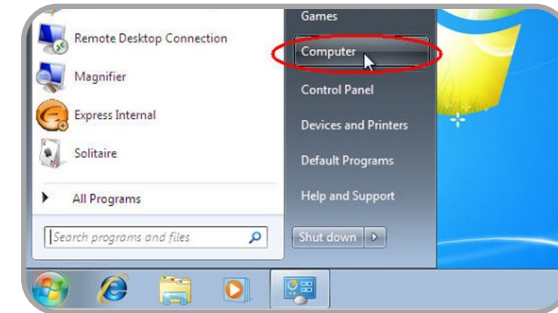 Remote Desktop Connection
Magnifier
Express Internal
Solitaire
All Programs
Search programs and files
Games
Computer
Control Panel
Devices and Printers
Default Programs
Help and Support
Shut down